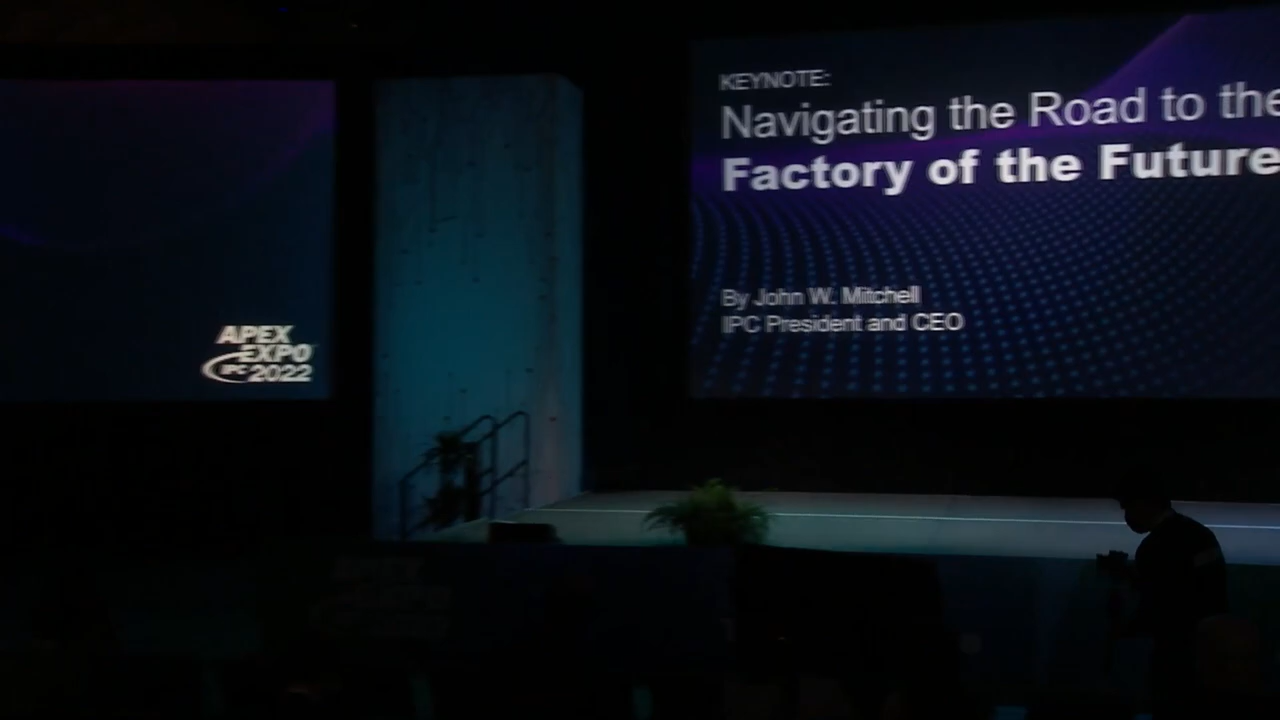 KEYNOTE:
Navigating the Road to the
Factory of the Future
By John W. Mitchell
IPC President and CEO
APEX
EXPO
IPC 2022